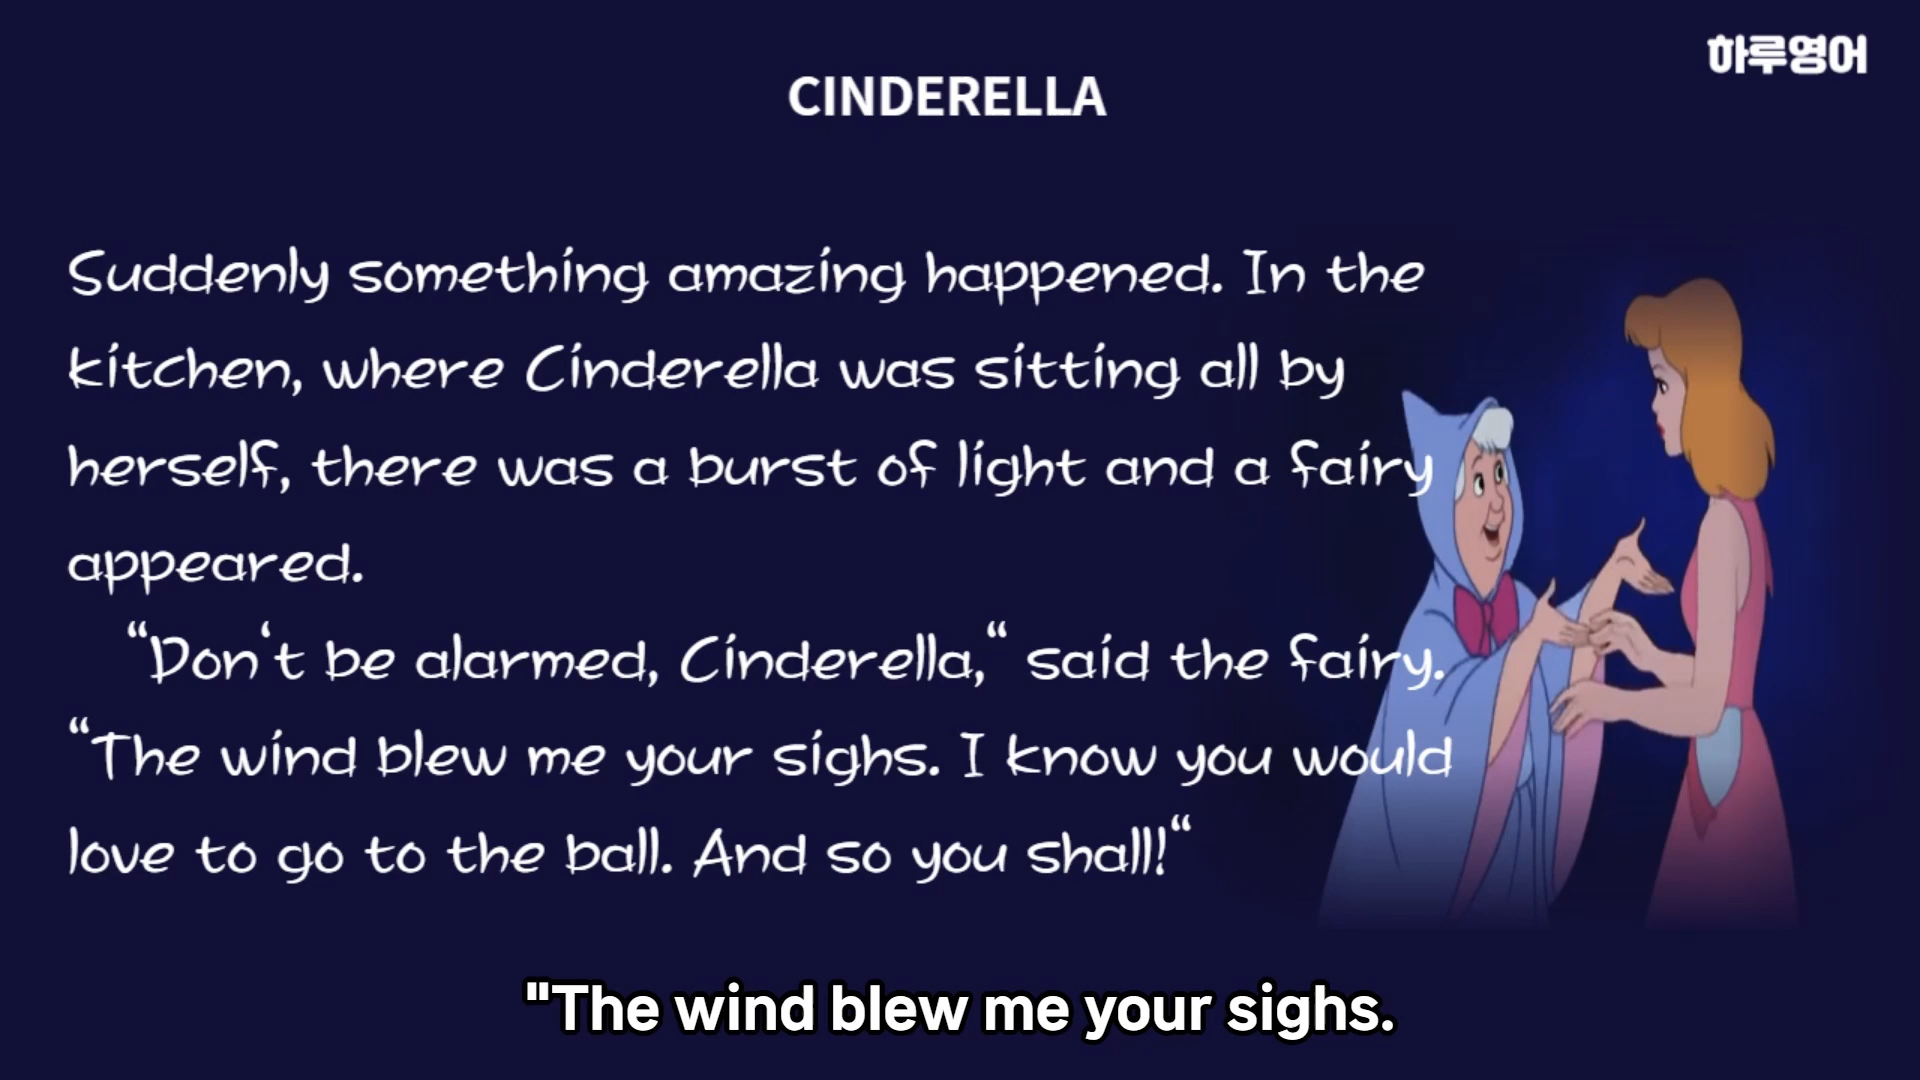 하루영어
CINDERELLA
Suddenly something amazing happened. In the
kitchen, where Cinderella was sitting all by
herself, there was a burst of light and a fairy
appeared.
“Don‘t be alarmed, Cinderella,“ said the fairy.
“The wind blew me your sighs. I know you would
love to go to the ball. And so you shall!“
"The wind blew me your sighs.